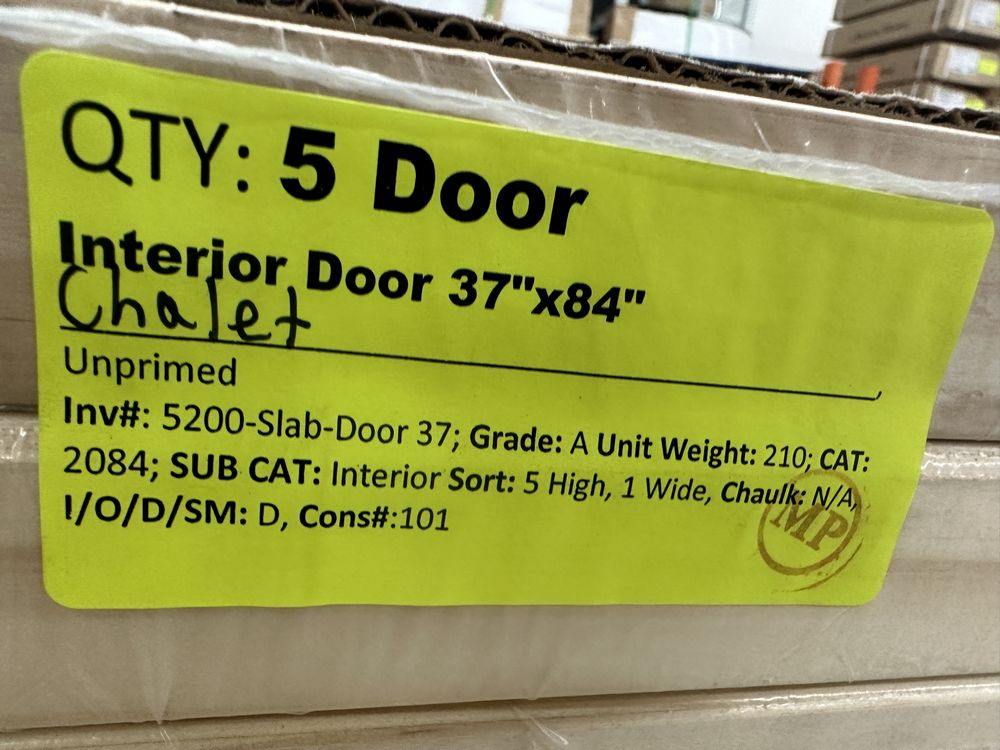 QTY: 5 Door
Interior Door 37"x84"
Chalet
Unprimed
Inv#: 5200-Slab-Door 37; Grade: A Unit Weight: 210; CAT:
2084; SUB CAT: Interior Sort: 5 High, 1 Wide, Chaulk: N/A,
I/O/D/SM: D, Cons#:101
MP